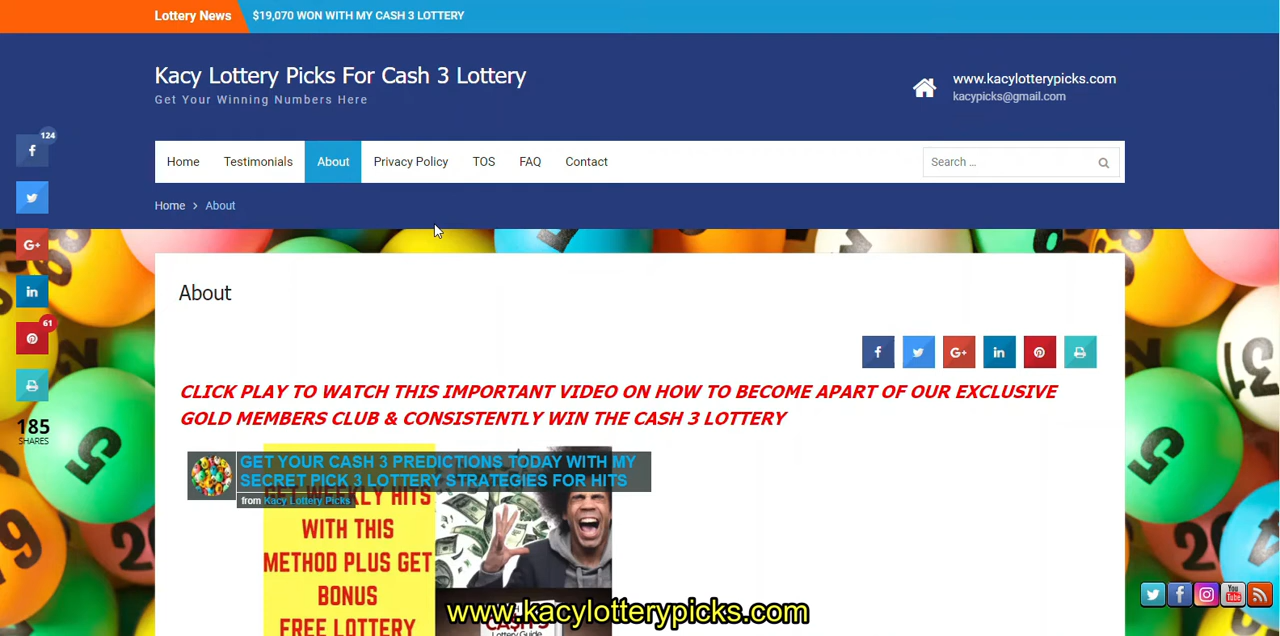 Lottery News $19,070 WON WITH MY CASH 3 LOTTERY
Kacy Lottery Picks For Cash 3 Lottery
Get Your Winning Numbers Here
www.kacylotterypicks.com
kacypicks@gmail.com
Home Testimonials About Privacy Policy TOS FAQ Contact
Search ...
Home > About
124
61
185
SHARES
About
CLICK PLAY TO WATCH THIS IMPORTANT VIDEO ON HOW TO BECOME APART OF OUR EXCLUSIVE
GOLD MEMBERS CLUB & CONSISTENTLY WIN THE CASH 3 LOTTERY
GET YOUR CASH 3 PREDICTIONS TODAY WITH MY
SECRET PICK 3 LOTTERY STRATEGIES FOR HITS
from Kacy Lottery Picks
GET WEEKLY HITS
WITH THIS
METHOD PLUS GET
BONUS
FREE LOTTERY
Lottery Guide
www.kacylotterypicks.com